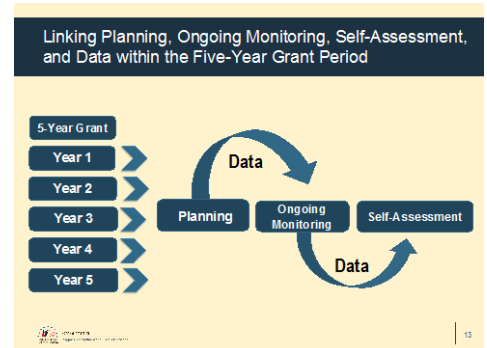 Linking Planning, Ongoing Monitoring, Self-Assessment,
and Data within the Five-Year Grant Period
5-Year Grant
Year 1
Year 2
Year 3
Year 4
Year 5
Data
Planning
Ongoing
Monitoring
Self-Assessment
Data
13